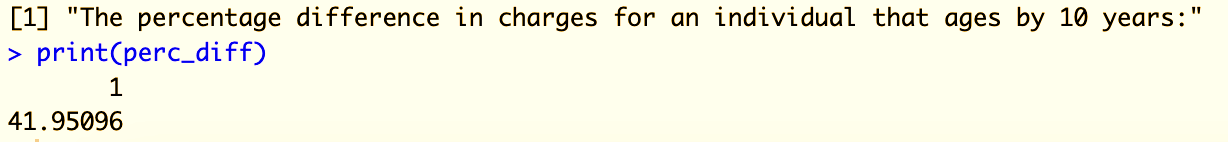 [1] "The percentage difference in charges for an individual that ages by 10 years:"
> print(perc_diff)
1
41.95096